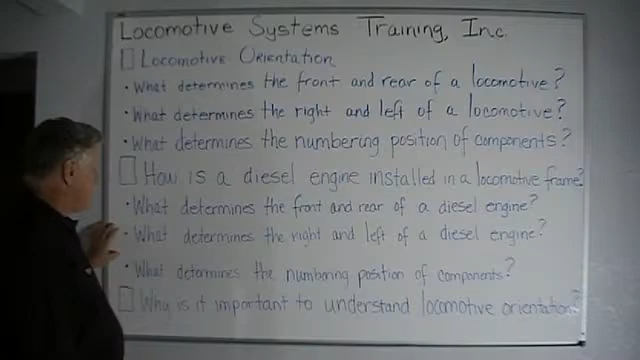 Locomotive Systems Training, Inc.
Locomotive Orientation
• What determines the front and rear of a locomotive?
• What determines the right and left of a locomotive?
• What determines the numbering position of components?
How is a diesel engine installed in a locomotive frame?
• What determines the front and rear of a diesel engine?
• What determines the right and left of a diesel engine?
• What determines the numbering position of components?
Why is it important to understand locomotive orientation?